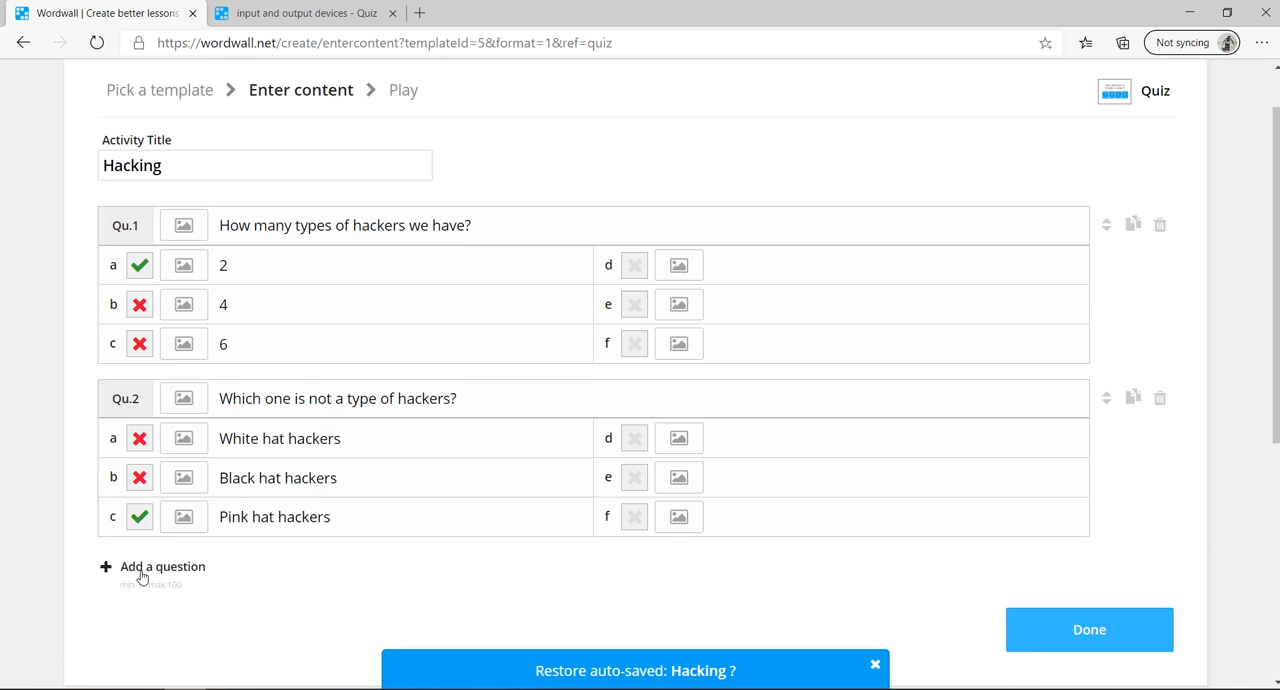 Wordwall | Create better lessons
input and output devices - Quiz
https://wordwall.net/create/entercontent?templateId=5&format=1&ref=quiz
Not syncing
Pick a template > Enter content > Play
Quiz
Activity Title
Hacking
Qu.1 How many types of hackers we have?
a 2 d
b 4 e
c 6 f
Qu.2 Which one is not a type of hackers?
a White hat hackers d
b Black hat hackers e
c Pink hat hackers f
+ Add a question
min max 100
Done
Restore auto-saved: Hacking ?